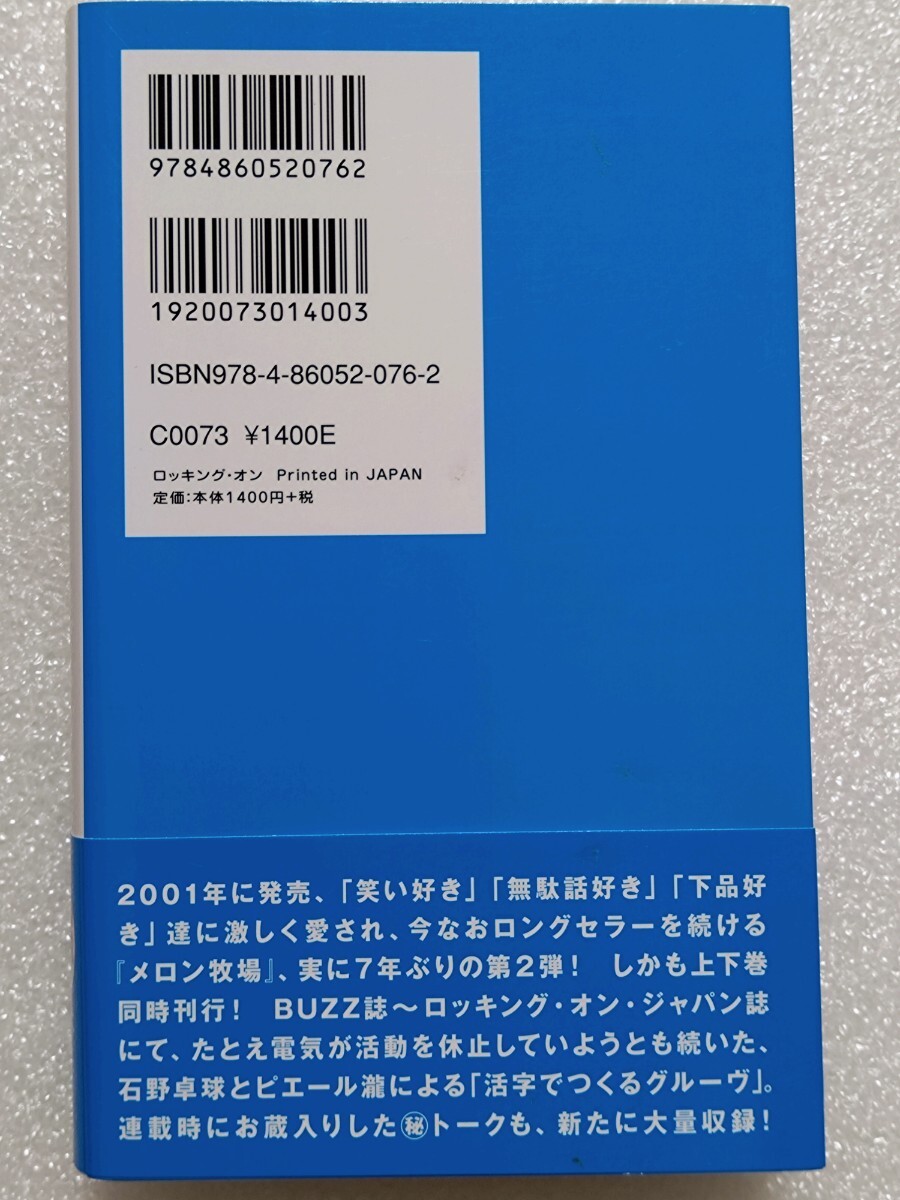 9784860520762
1920073014003
ISBN978-4-86052-076-2
C0073 ¥1400E
ロッキング・オン Printed in JAPAN
定価:本体1400円+税
2001年に発売、「笑い好き」「無駄話好き」「下品好
き」達に激しく愛され、今なおロングセラーを続ける
『メロン牧場』、実に7年ぶりの第2弾! しかも上下巻
同時刊行! BUZZ誌〜ロッキング・オン・ジャパン誌
にて、たとえ電気が活動を休止していようとも続いた、
石野卓球とピエール瀧による「活字でつくるグルーヴ」。
連載時にお蔵入りした㊙トークも、新たに大量収録!